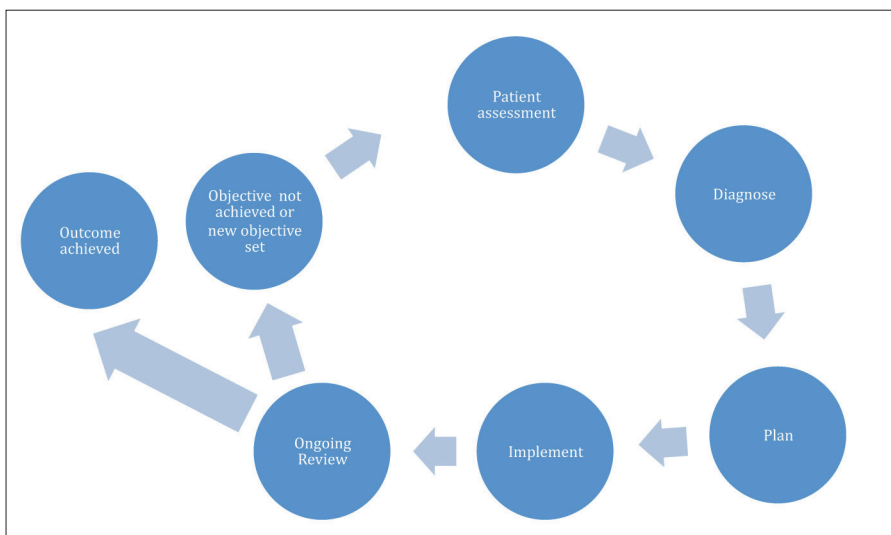 Patient
assessment
Diagnose
Plan
Implement
Ongoing
Review
Objective not
achieved or
new objective
set
Outcome
achieved